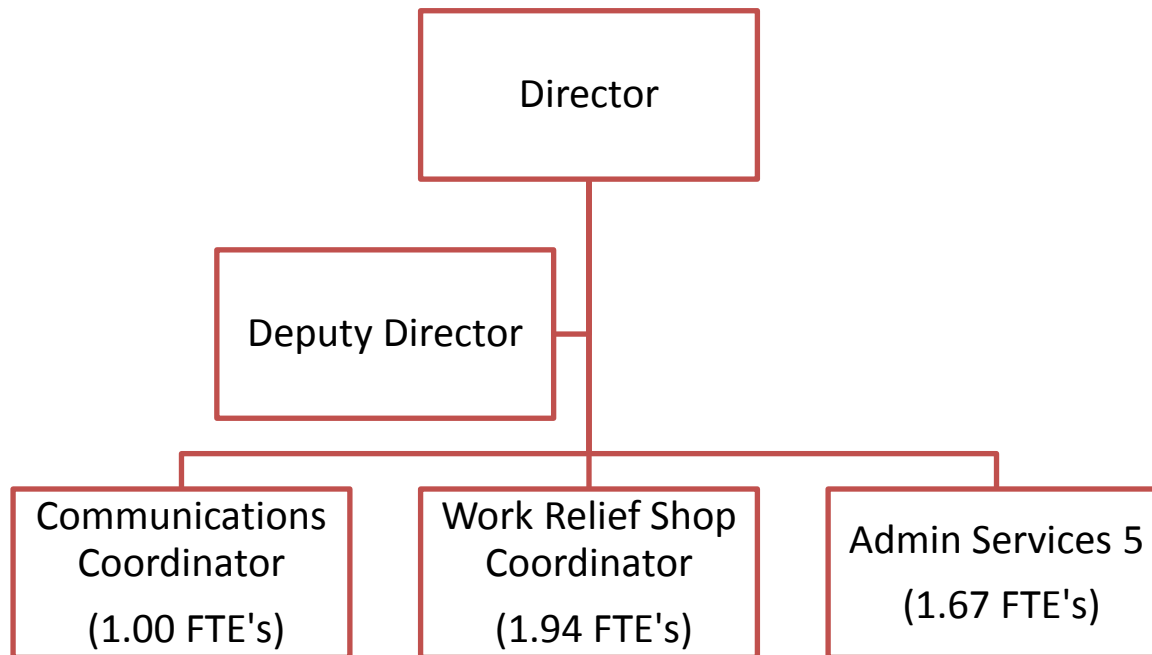 Director
Deputy Director
Communications
Coordinator
(1.00 FTE's)
Work Relief Shop
Coordinator
(1.94 FTE's)
Admin Services 5
(1.67 FTE's)